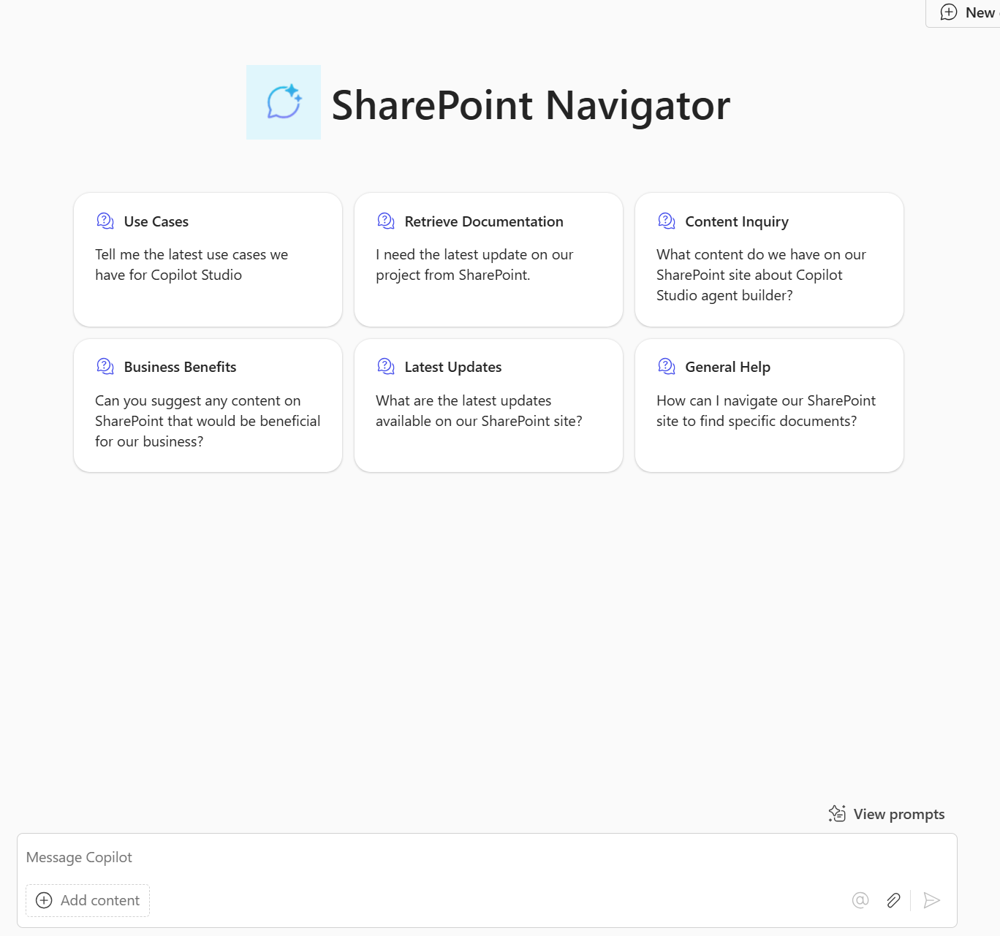 New
SharePoint Navigator
Use Cases
Tell me the latest use cases we
have for Copilot Studio
Retrieve Documentation
I need the latest update on our
project from SharePoint.
Content Inquiry
What content do we have on our
SharePoint site about Copilot
Studio agent builder?
Business Benefits
Can you suggest any content on
SharePoint that would be beneficial
for our business?
Latest Updates
What are the latest updates
available on our SharePoint site?
General Help
How can I navigate our SharePoint
site to find specific documents?
View prompts
Message Copilot
Add content